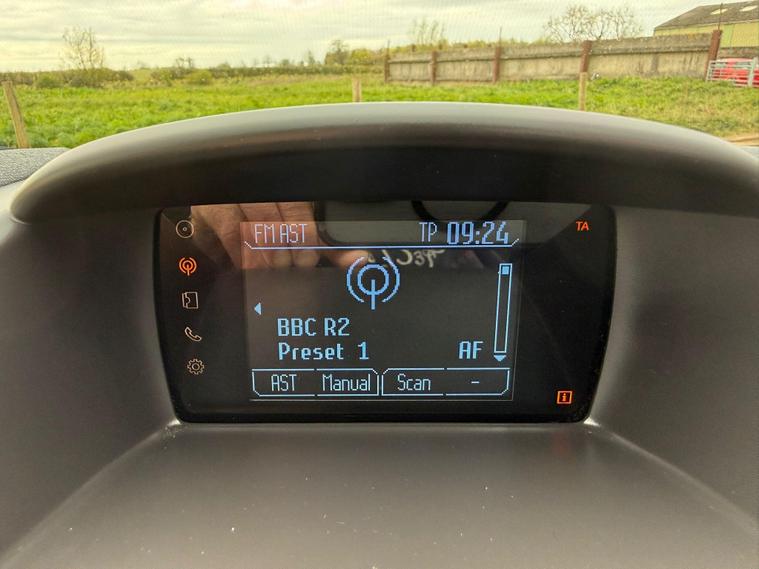 FM AST TP 09:24
TA
BBC R2
Preset 1 AF
AST Manual Scan -
i